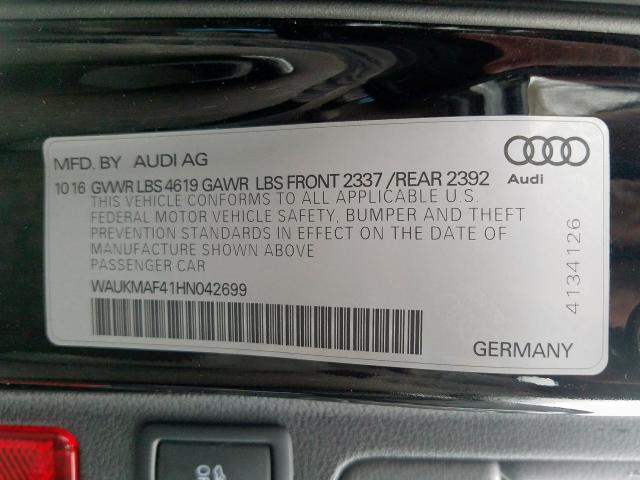 MFD. BY AUDI AG
10 16 GVWR LBS 4619 GAWR LBS FRONT 2337 / REAR 2392
Audi
THIS VEHICLE CONFORMS TO ALL APPLICABLE U.S.
FEDERAL MOTOR VEHICLE SAFETY, BUMPER AND THEFT
PREVENTION STANDARDS IN EFFECT ON THE DATE OF
MANUFACTURE SHOWN ABOVE
PASSENGER CAR
WAUKMAF41HN042699
4134126
GERMANY